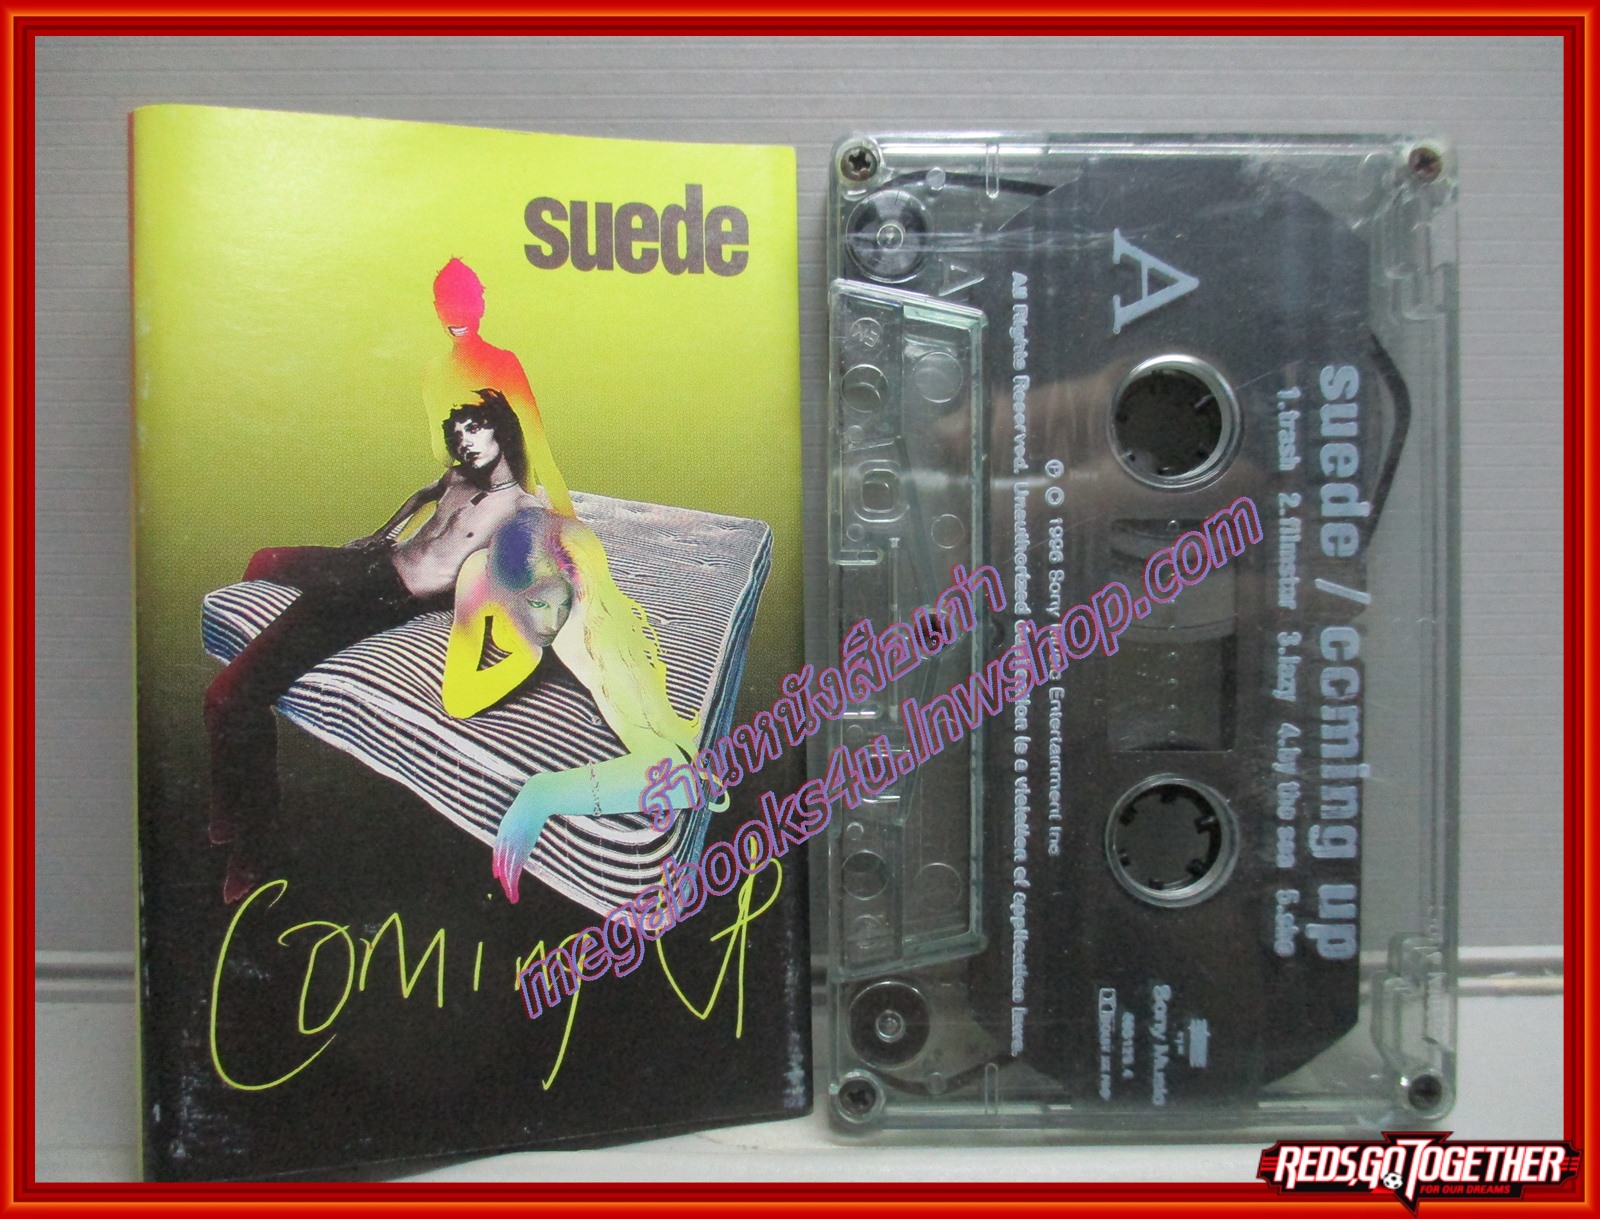 suede
Coming Up
A
A
suede / coming up
1.trash 2.filmstar 3.lazy 4.by the sea 5.she
℗ © 1996 Sony Music Entertainment Inc
All Rights Reserved. Unauthorized duplication is a violation of application laws.
Sony Music
ร้านหนังสือเก่า
megabooks4u.lnwshop.com
REDS,GO TOGETHER
FOR OUR DREAMS